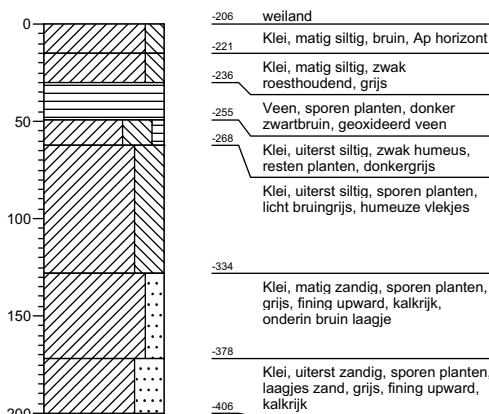 0
50
100
150
200
-206 weiland
-221
Klei, matig siltig, bruin, Ap horizont
-236
Klei, matig siltig, zwak
roesthoudend, grijs
-255
Veen, sporen planten, donker
zwartbruin, geoxideerd veen
-268
Klei, uiterst siltig, zwak humeus,
resten planten, donkergrijs
Klei, uiterst siltig, sporen planten,
licht bruingrijs, humeuze vlekjes
-334
Klei, matig zandig, sporen planten,
grijs, fining upward, kalkrijk,
onderin bruin laagje
-378
Klei, uiterst zandig, sporen planten,
laagjes zand, grijs, fining upward,
kalkrijk
-406